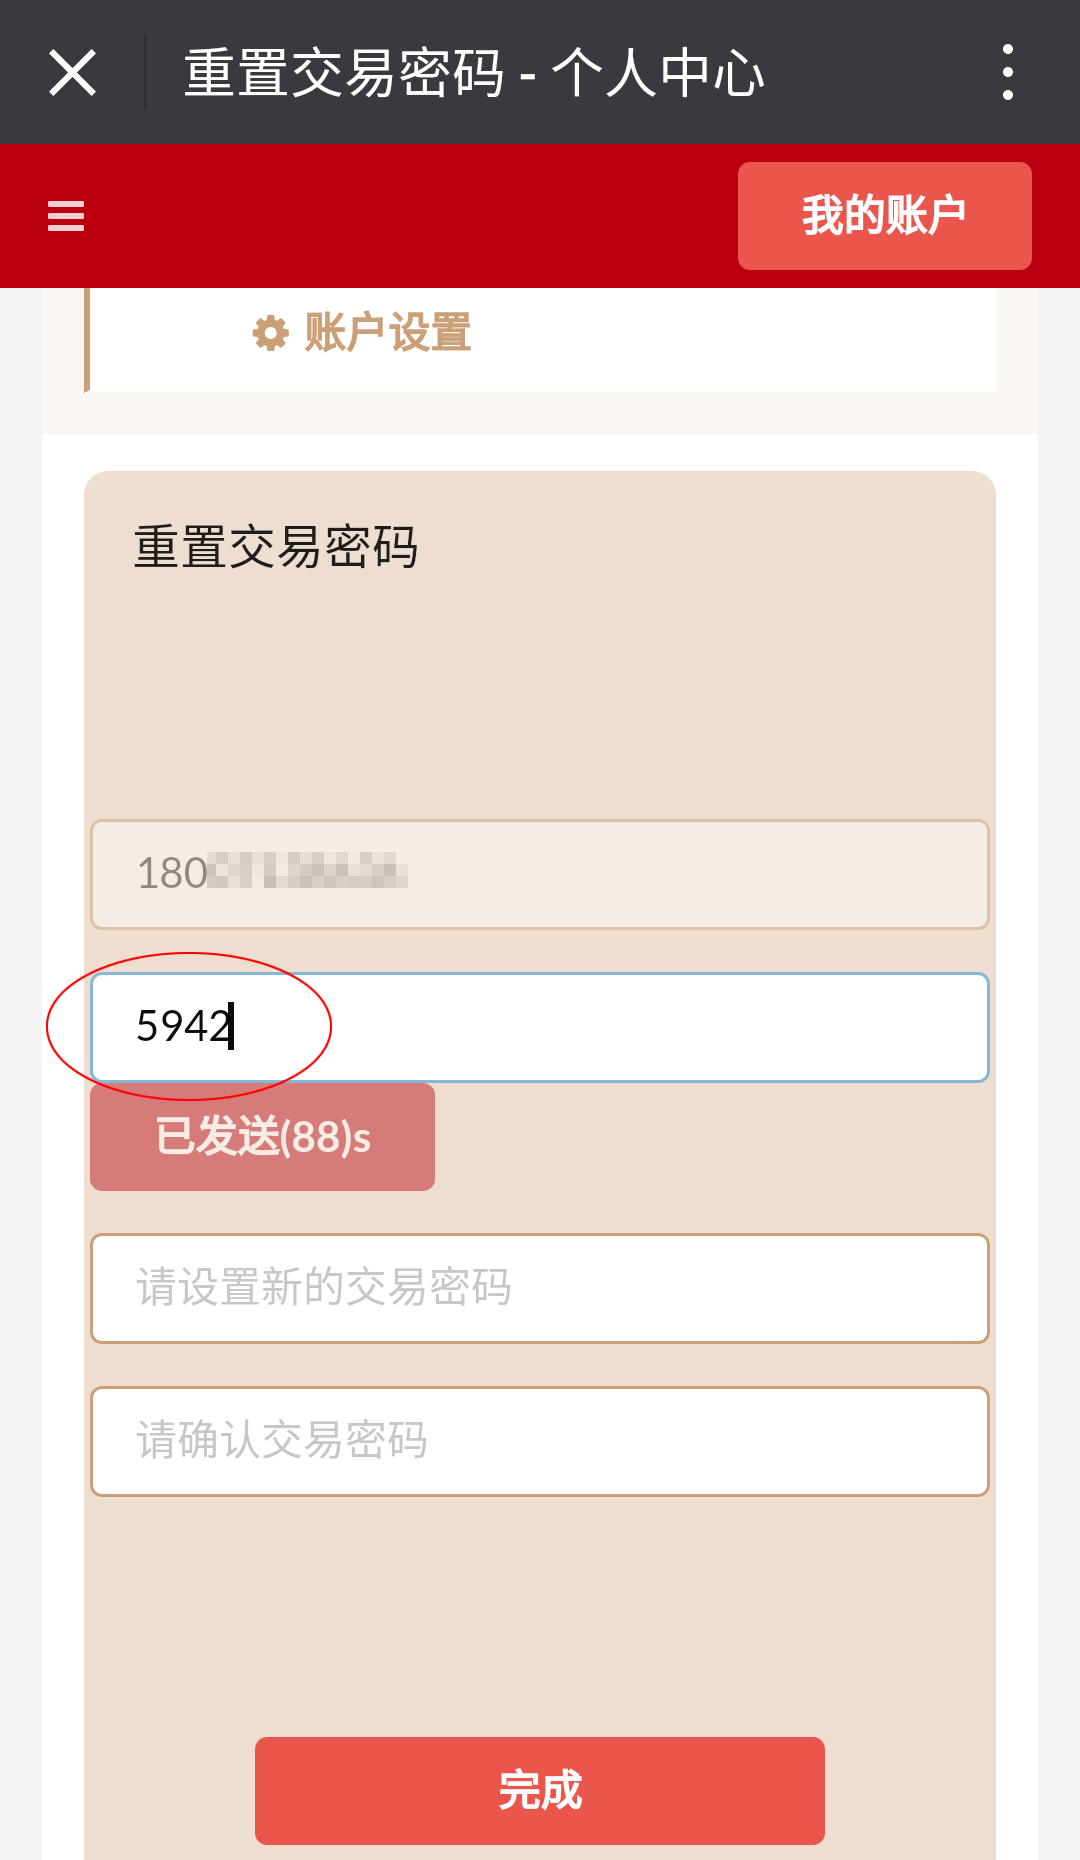 重置交易密码 - 个人中心
我的账户
账户设置
重置交易密码
180
5942
已发送(88)s
请设置新的交易密码
请确认交易密码
完成